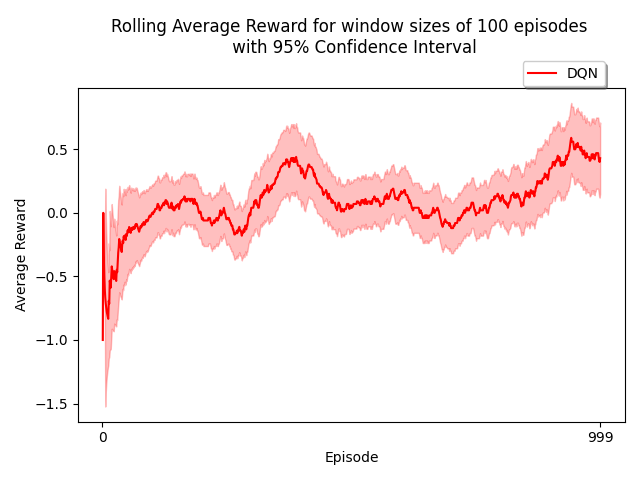 Rolling Average Reward for window sizes of 100 episodes
with 95% Confidence Interval
DQN
0.5
0.0
−0.5
−1.0
−1.5
Average Reward
0
999
Episode